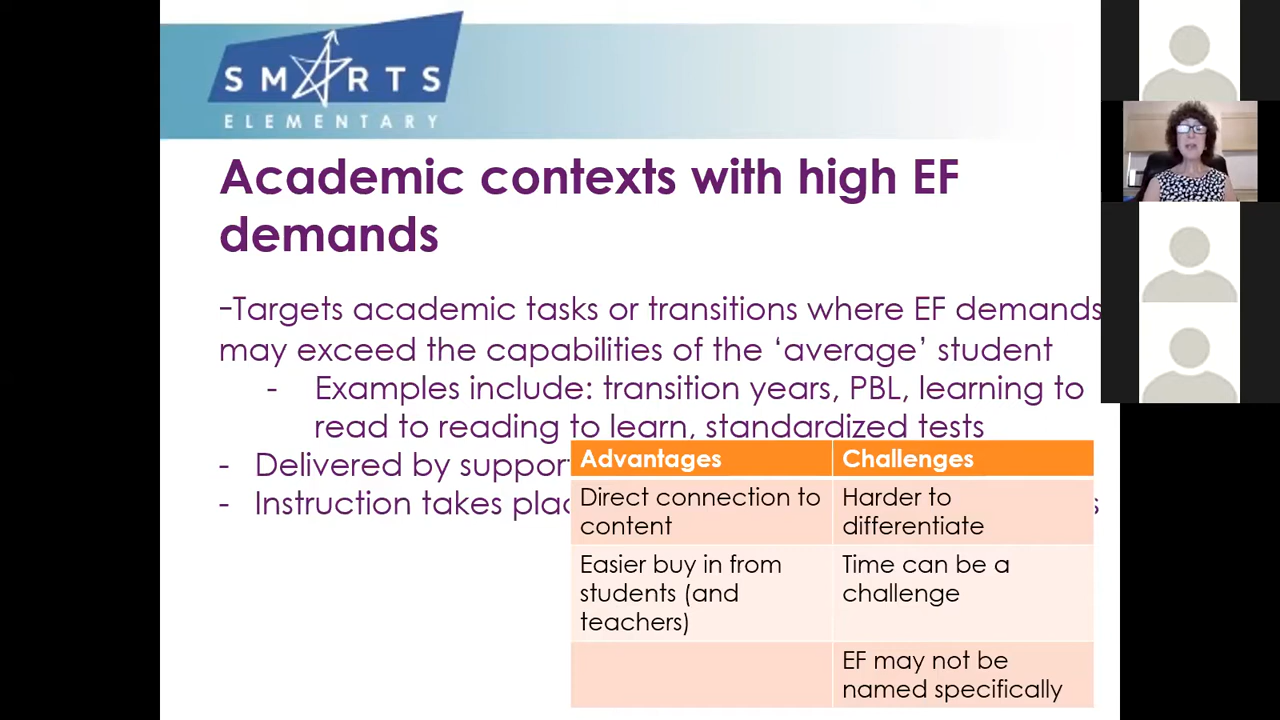 SMARTS
ELEMENTARY
Academic contexts with high EF
demands
-Targets academic tasks or transitions where EF demands
may exceed the capabilities of the ‘average’ student
- Examples include: transition years, PBL, learning to
read to reading to learn, standardized tests
- Delivered by
- Instruction takes
Advantages Challenges
Direct connection to
content
Harder to
differentiate
Easier buy in from
students (and
teachers)
Time can be a
challenge
EF may not be
named specifically